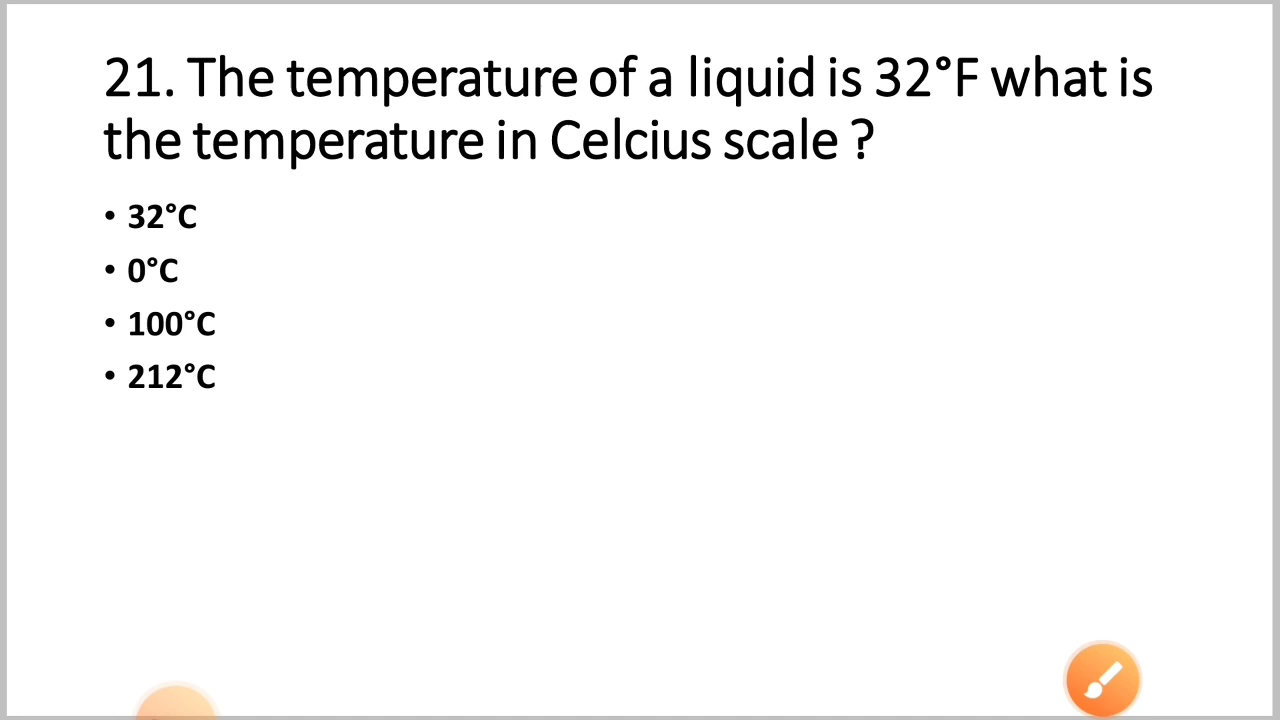 21. The temperature of a liquid is 32°F what is
the temperature in Celcius scale ?
• 32°C
• 0°C
• 100°C
• 212°C